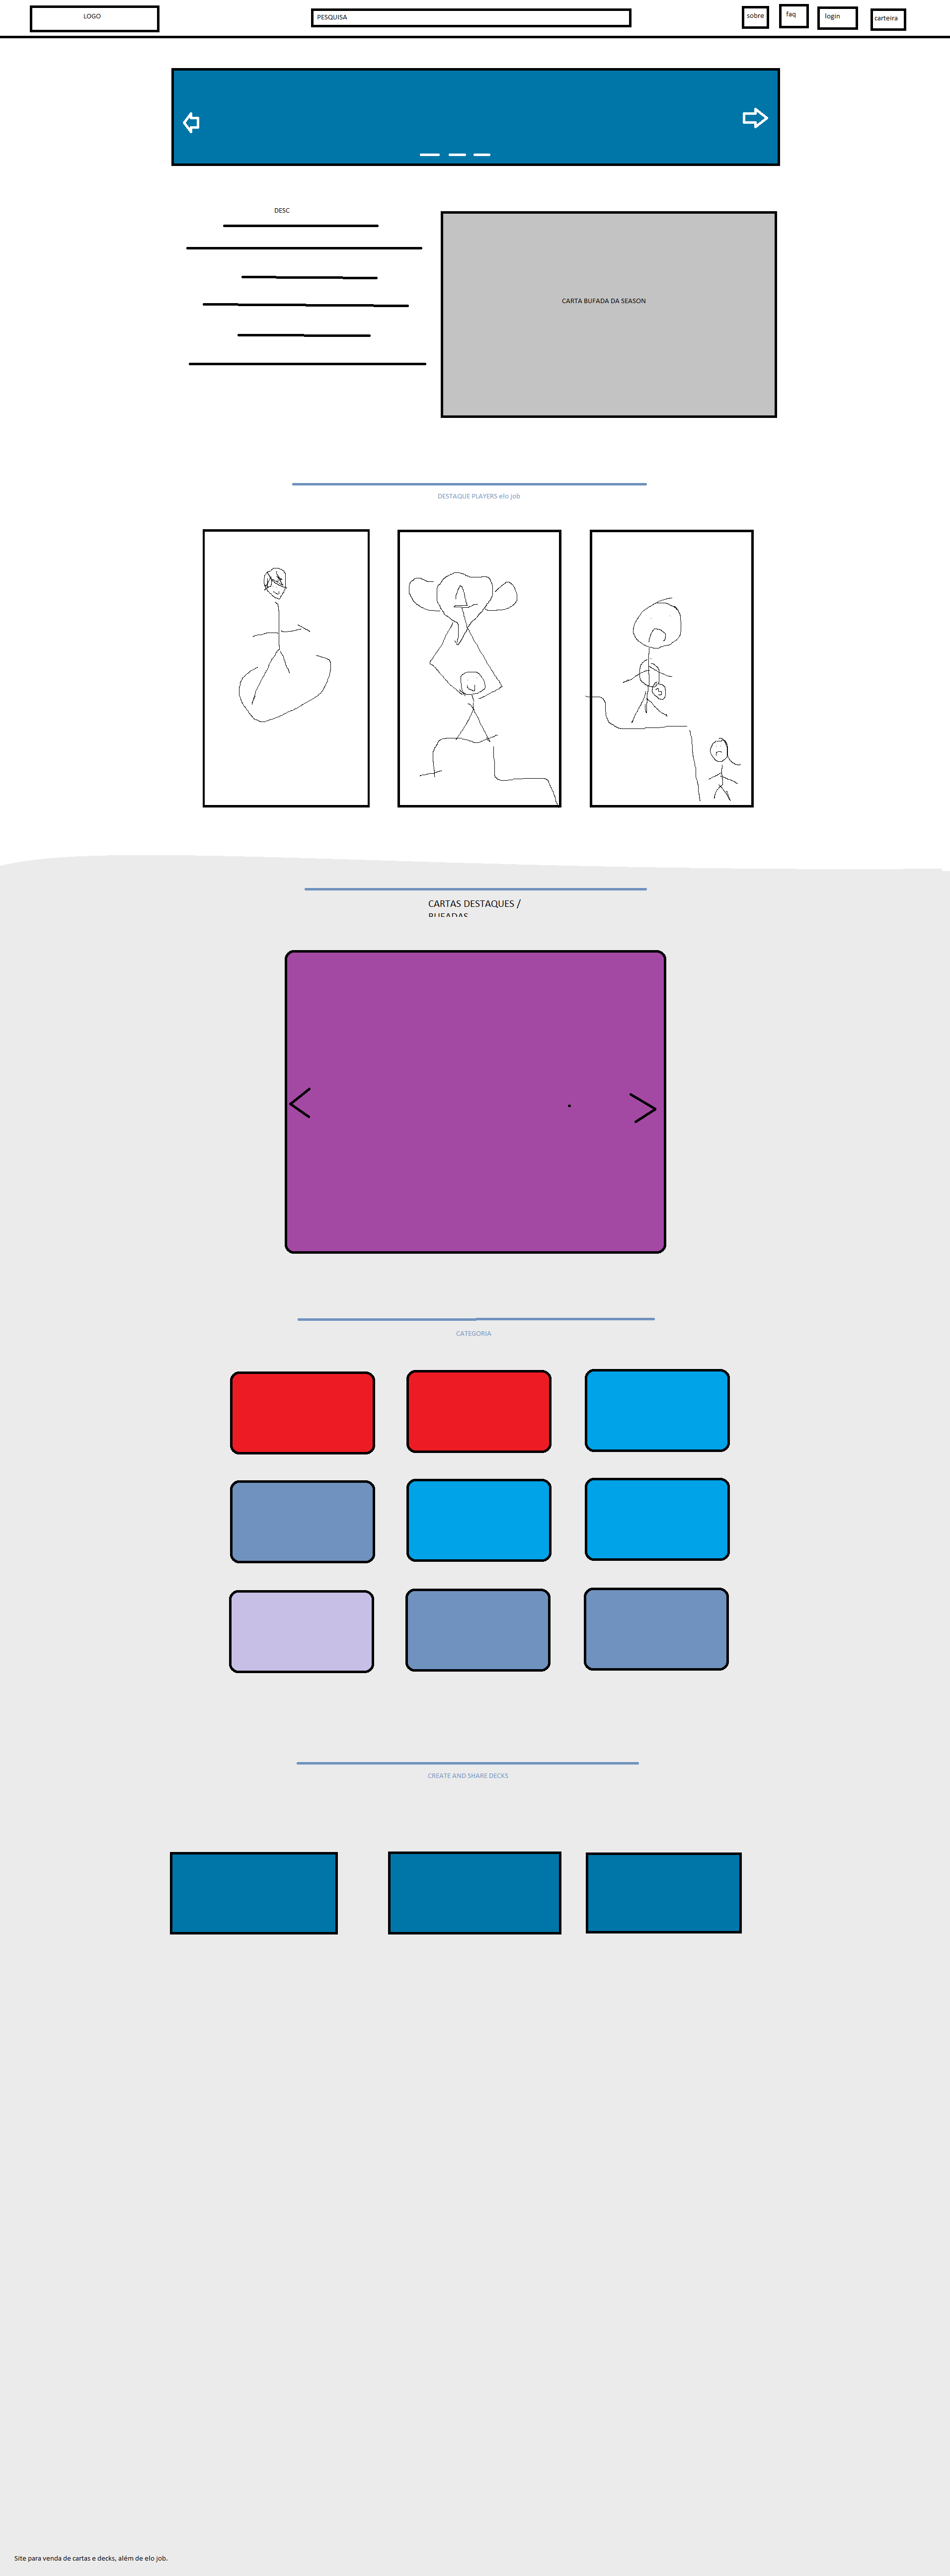 LOGO
PESQUISA
sobre
faq
login
carteira
DESC
CARTA BUFADA DA SEASON
DESTAQUE PLAYERS elo job
CARTAS DESTAQUES /
BUFADAS
CATEGORIA
CREATE AND SHARE DECKS
Site para venda de cartas e decks, além de elo job.